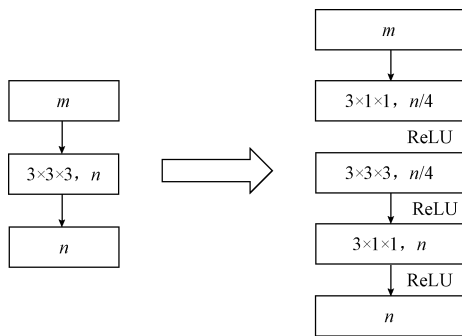 m
3×3×3，n
n
m
3×1×1，n/4
ReLU
3×3×3，n/4
ReLU
3×1×1，n
ReLU
n